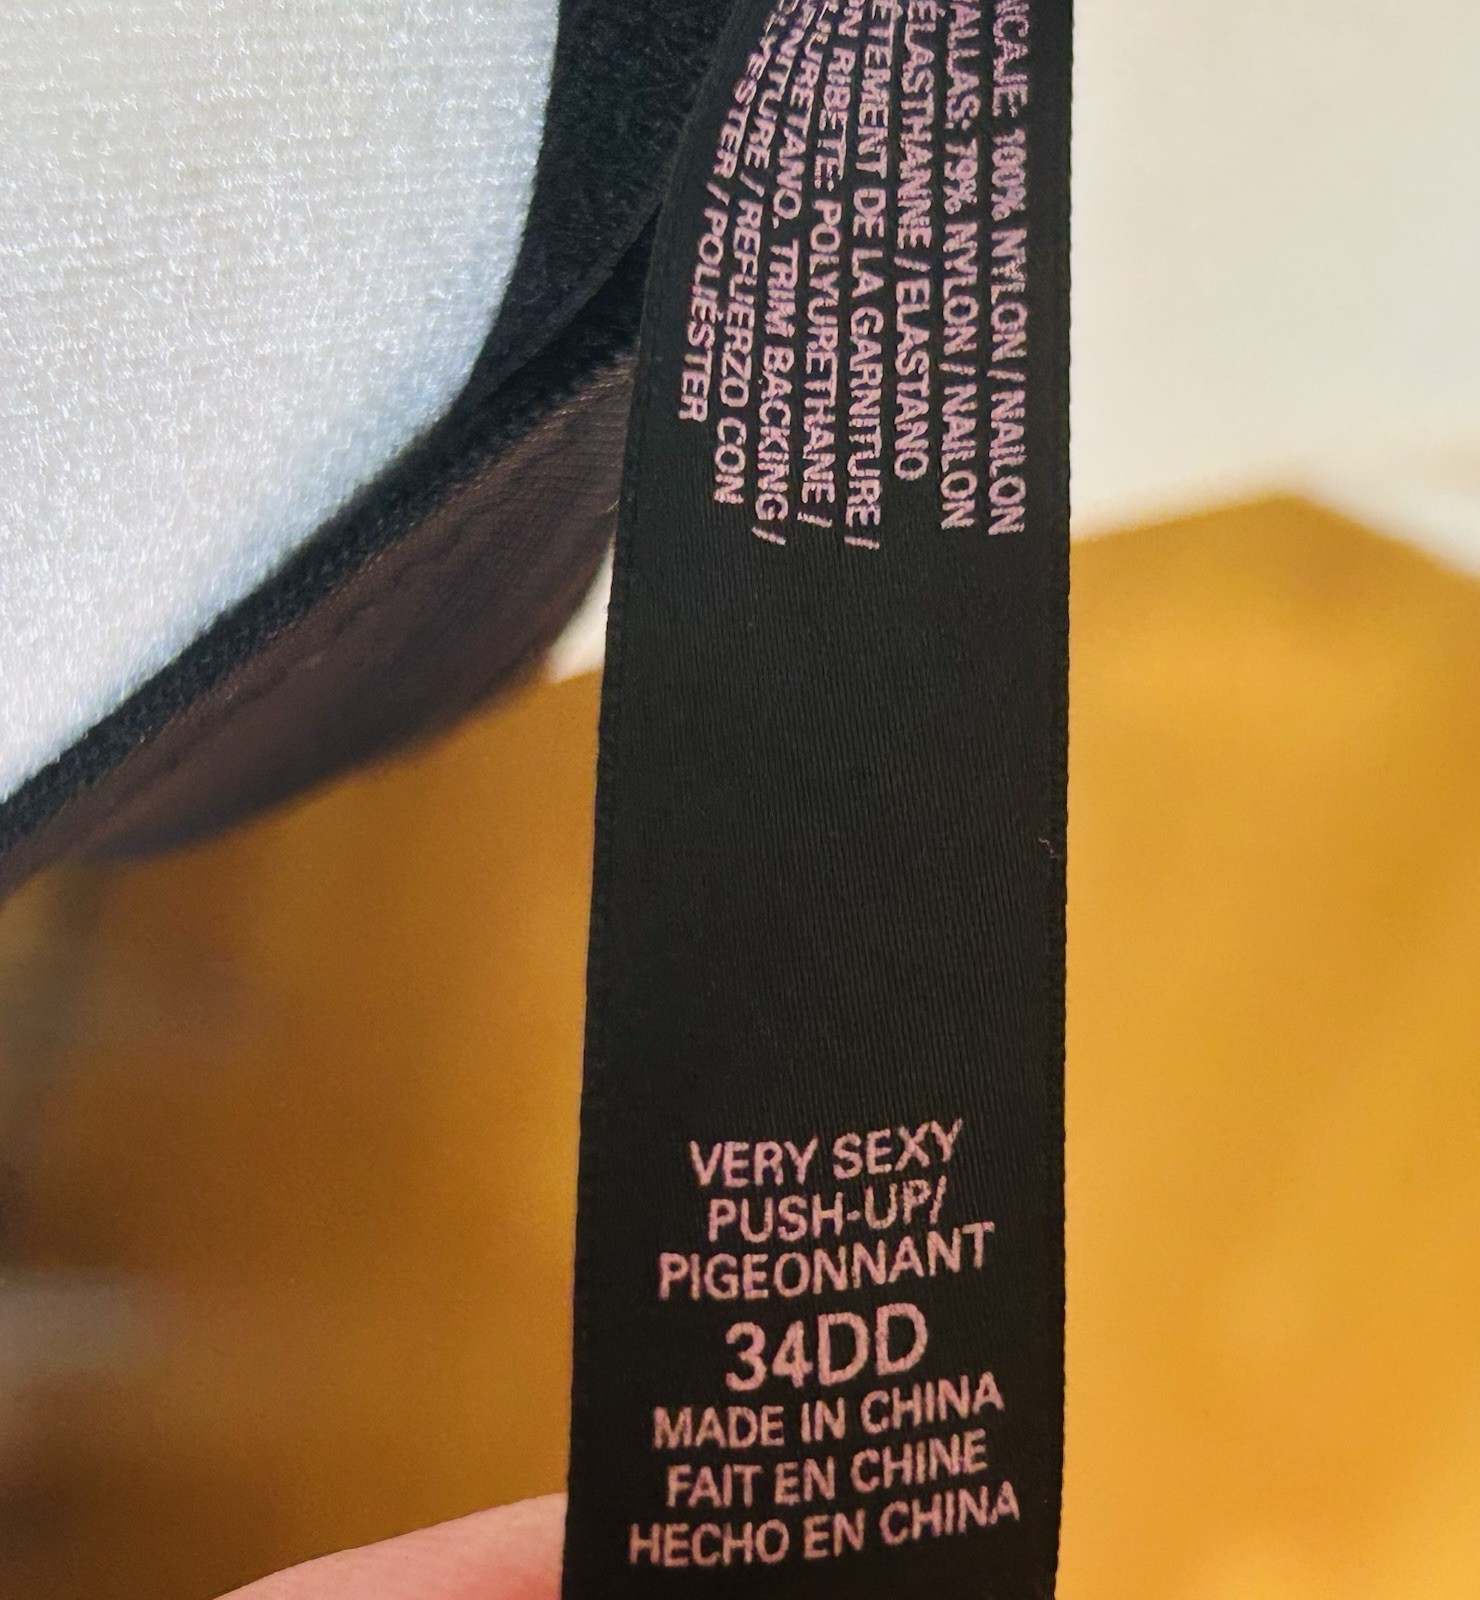 100% NYLON / NAILON
79% NYLON / NAILON
ÉLASTHANNE / ELASTANO
DE LA GARNITURE /
RIBETE: POLYURETHANE /
TRIM BACKING /
/ REFUERZO CON
/ POLIÉSTER
VERY SEXY
PUSH-UP/
PIGEONNANT
34DD
MADE IN CHINA
FAIT EN CHINE
HECHO EN CHINA